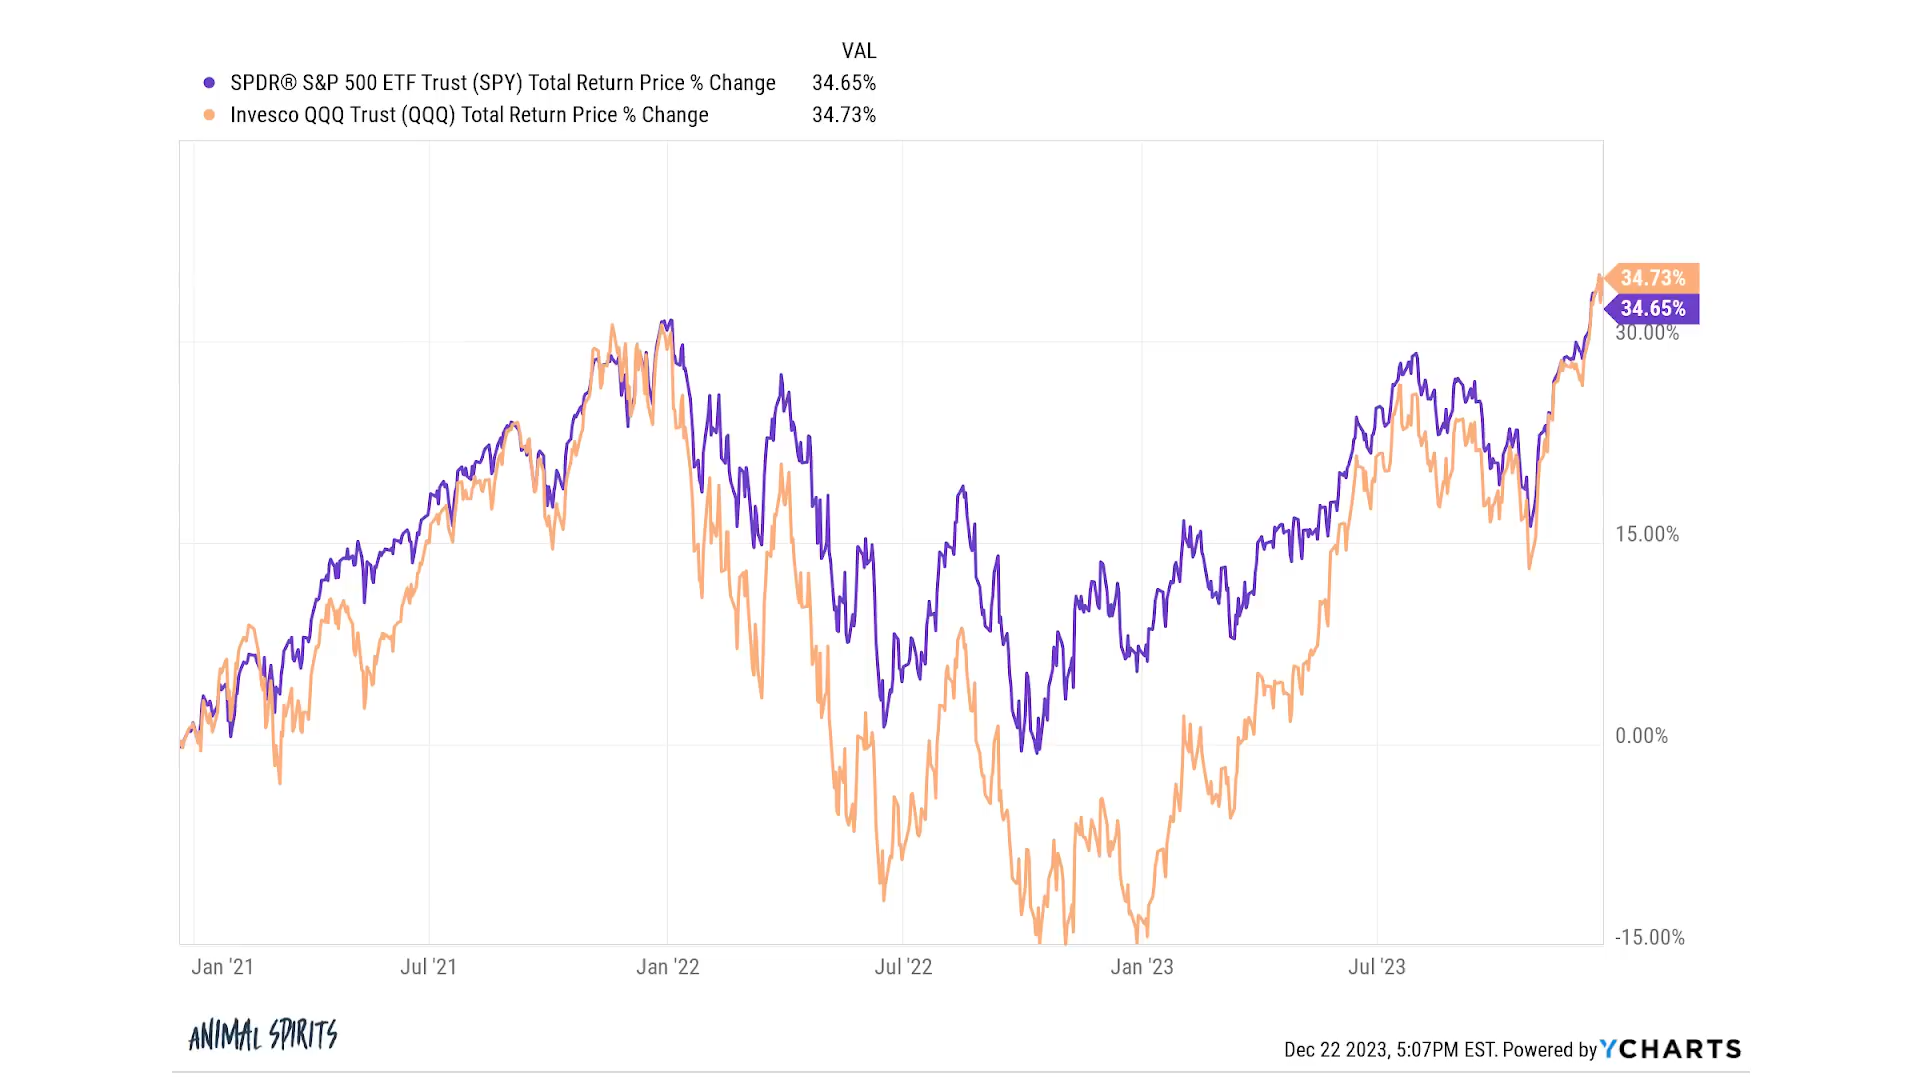 VAL
SPDR® S&P 500 ETF Trust (SPY) Total Return Price % Change 34.65%
Invesco QQQ Trust (QQQ) Total Return Price % Change 34.73%
34.73%
34.65%
30.00%
15.00%
0.00%
-15.00%
Jan '21 Jul '21 Jan '22 Jul '22 Jan '23 Jul '23
ANIMAL SPIRITS
Dec 22 2023, 5:07PM EST. Powered by YCHARTS